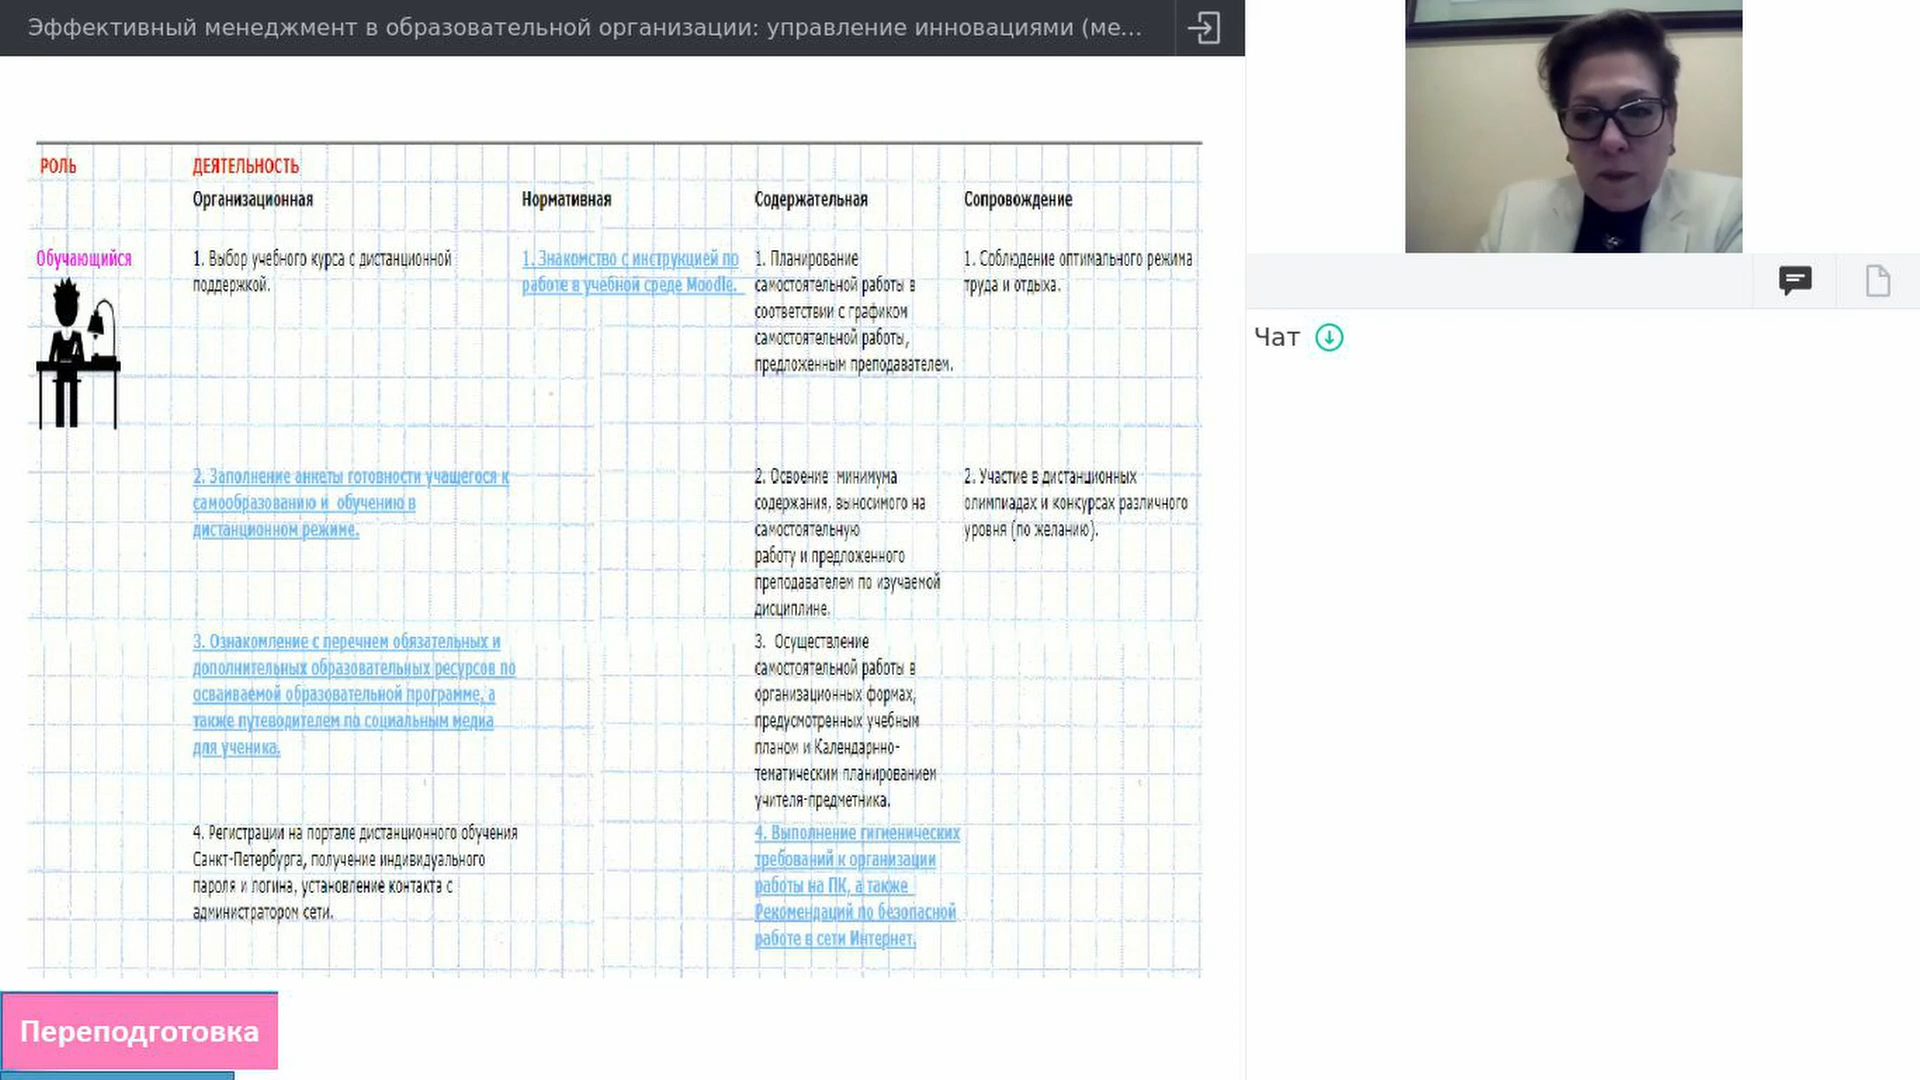 Эффективный менеджмент в образовательной организации: управление инновациями (ме...
РОЛЬ
ДЕЯТЕЛЬНОСТЬ
Организационная
Нормативная
Содержательная
Сопровождение
Обучающийся
1. Выбор учебного курса с дистанционной
поддержкой.
1. Знакомство с инструкцией по
работе в учебной среде Moodle.
1. Планирование
самостоятельной работы в
соответствии с графиком
самостоятельной работы,
предложенным преподавателем.
1. Соблюдение оптимального режима
труда и отдыха.
2. Заполнение анкеты готовности учащегося к
самообразованию и обучению в
дистанционном режиме.
2. Освоение минимума
содержания, выносимого на
самостоятельную
работу и предложенного
преподавателем по изучаемой
дисциплине.
2. Участие в дистанционных
олимпиадах и конкурсах различного
уровня (по желанию).
3. Ознакомление с перечнем обязательных и
дополнительных образовательных ресурсов по
осваиваемой образовательной программе, а
также путеводителем по социальным медиа
для ученика.
3. Осуществление
самостоятельной работы в
организационных формах,
предусмотренных учебным
планом и Календарнно-
тематическим планированием
учителя-предметника.
4. Регистрации на портале дистанционного обучения
Санкт-Петербурга, получение индивидуального
пароля и логина, установление контакта с
администратором сети.
4. Выполнение гигиенических
требований к организации
работы на ПК, а также
Рекомендаций по безопасной
работе в сети Интернет.
Переподготовка
Чат